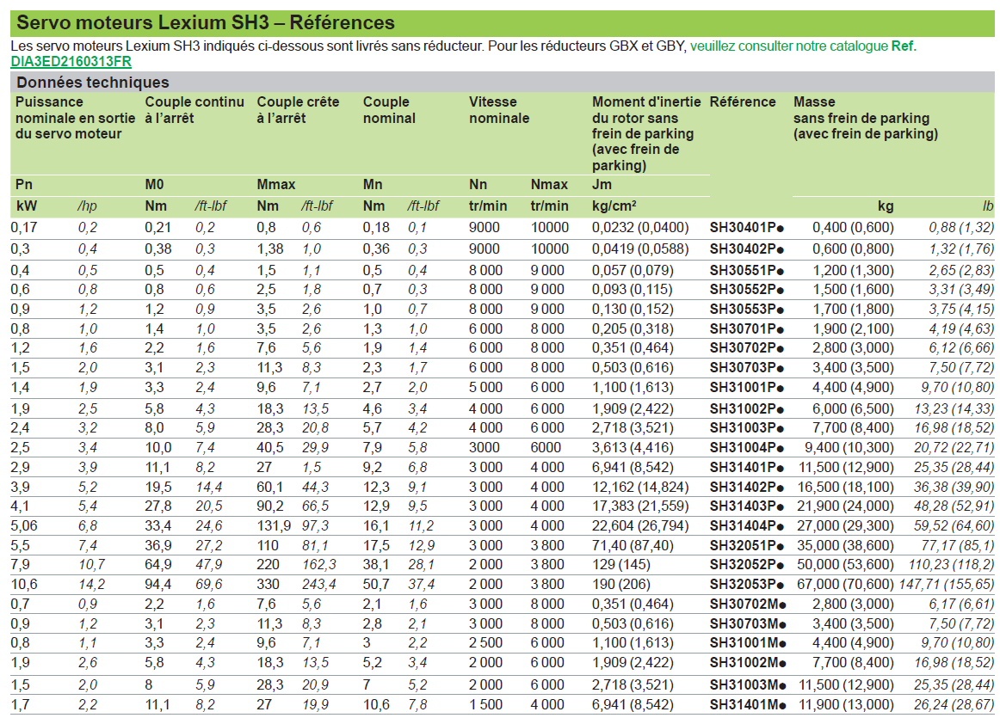 Servo moteurs Lexium SH3 – Références
Les servo moteurs Lexium SH3 indiqués ci-dessous sont livrés sans réducteur. Pour les réducteurs GBX et GBY, veuillez consulter notre catalogue Ref.
DIA3ED2160313FR
Données techniques
Puissance nominale en sortie du servo moteur Couple continu à l'arrêt Couple crête à l'arrêt Couple nominal Vitesse nominale Moment d'inertie du rotor sans frein de parking (avec frein de parking) Référence Masse sans frein de parking (avec frein de parking)
Pn M0 Mmax Mn Nn Nmax Jm
kW /hp Nm /ft-lbf Nm /ft-lbf Nm /ft-lbf tr/min tr/min kg/cm² kg lb
0,17 0,2 0,21 0,2 0,8 0,6 0,18 0,1 9000 10000 0,0232 (0,0400) SH30401P● 0,400 (0,600) 0,88 (1,32)
0,3 0,4 0,38 0,3 1,38 1,0 0,36 0,3 9000 10000 0,0419 (0,0588) SH30402P● 0,600 (0,800) 1,32 (1,76)
0,4 0,5 0,5 0,4 1,5 1,1 0,5 0,4 8 000 9 000 0,057 (0,079) SH30551P● 1,200 (1,300) 2,65 (2,83)
0,6 0,8 0,8 0,6 2,5 1,8 0,7 0,3 8 000 9 000 0,093 (0,115) SH30552P● 1,500 (1,600) 3,31 (3,49)
0,9 1,2 1,2 0,9 3,5 2,6 1,0 0,7 8 000 9 000 0,130 (0,152) SH30553P● 1,700 (1,800) 3,75 (4,15)
0,8 1,0 1,4 1,0 3,5 2,6 1,3 1,0 6 000 8 000 0,205 (0,318) SH30701P● 1,900 (2,100) 4,19 (4,63)
1,2 1,6 2,2 1,6 7,6 5,6 1,9 1,4 6 000 8 000 0,351 (0,464) SH30702P● 2,800 (3,000) 6,12 (6,66)
1,5 2,0 3,1 2,3 11,3 8,3 2,3 1,7 6 000 8 000 0,503 (0,616) SH30703P● 3,400 (3,500) 7,50 (7,72)
1,4 1,9 3,3 2,4 9,6 7,1 2,7 2,0 5 000 6 000 1,100 (1,613) SH31001P● 4,400 (4,900) 9,70 (10,80)
1,9 2,5 5,8 4,3 18,3 13,5 4,6 3,4 4 000 6 000 1,909 (2,422) SH31002P● 6,000 (6,500) 13,23 (14,33)
2,4 3,2 8,0 5,9 28,3 20,8 5,7 4,2 4 000 6 000 2,718 (3,521) SH31003P● 7,700 (8,400) 16,98 (18,52)
2,5 3,4 10,0 7,4 40,5 29,9 7,9 5,8 3000 6000 3,613 (4,416) SH31004P● 9,400 (10,300) 20,72 (22,71)
2,9 3,9 11,1 8,2 27 1,5 9,2 6,8 3 000 4 000 6,941 (8,542) SH31401P● 11,500 (12,900) 25,35 (28,44)
3,9 5,2 19,5 14,4 60,1 44,3 12,3 9,1 3 000 4 000 12,162 (14,824) SH31402P● 16,500 (18,100) 36,38 (39,90)
4,1 5,4 27,8 20,5 90,2 66,5 12,9 9,5 3 000 4 000 17,383 (21,559) SH31403P● 21,900 (24,000) 48,28 (52,91)
5,06 6,8 33,4 24,6 131,9 97,3 16,1 11,2 3 000 4 000 22,604 (26,794) SH31404P● 27,000 (29,300) 59,52 (64,60)
5,5 7,4 36,9 27,2 110 81,1 17,5 12,9 3 000 3 800 71,40 (87,40) SH32051P● 35,000 (38,600) 77,17 (85,1)
7,9 10,7 64,9 47,9 220 162,3 38,1 28,1 2 000 3 800 129 (145) SH32052P● 50,000 (53,600) 110,23 (118,2)
10,6 14,2 94,4 69,6 330 243,4 50,7 37,4 2 000 3 800 190 (206) SH32053P● 67,000 (70,600) 147,71 (155,65)
0,7 0,9 2,2 1,6 7,6 5,6 2,1 1,6 3 000 8 000 0,351 (0,464) SH30702M● 2,800 (3,000) 6,17 (6,61)
0,9 1,2 3,1 2,3 11,3 8,3 2,8 2,1 3 000 8 000 0,503 (0,616) SH30703M● 3,400 (3,500) 7,50 (7,72)
0,8 1,1 3,3 2,4 9,6 7,1 3 2,2 2 500 6 000 1,100 (1,613) SH31001M● 4,400 (4,900) 9,70 (10,80)
1,9 2,6 5,8 4,3 18,3 13,5 5,2 3,4 2 000 6 000 1,909 (2,422) SH31002M● 7,700 (8,400) 16,98 (18,52)
1,5 2,0 8 5,9 28,3 20,9 7 5,2 2 000 6 000 2,718 (3,521) SH31003M● 11,500 (12,900) 25,35 (28,44)
1,7 2,2 11,1 8,2 27 19,9 10,6 7,8 1 500 4 000 6,941 (8,542) SH31401M● 11,900 (13,000) 26,24 (28,67)